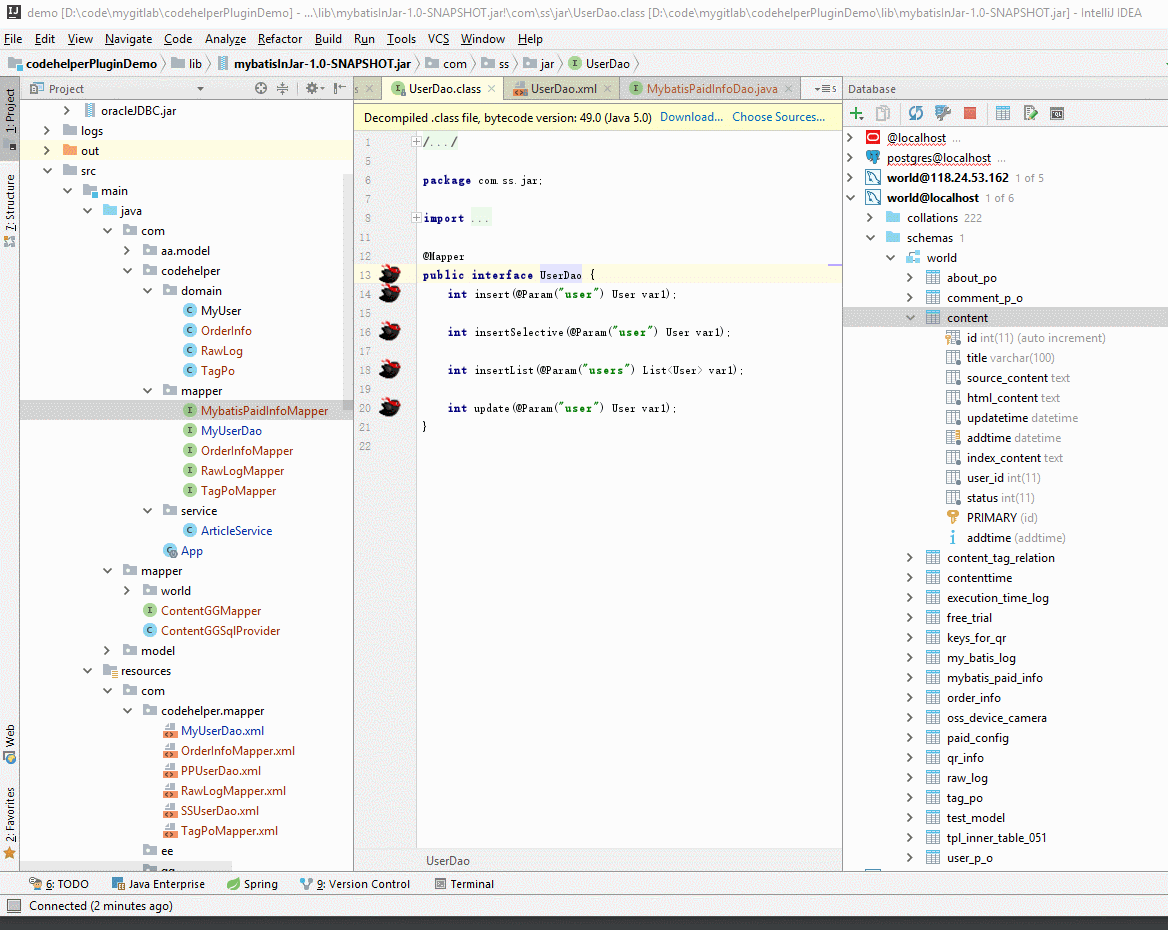 demo [D:\code\mygitlab\codehelperPluginDemo] - ...\lib\mybatisInJar-1.0-SNAPSHOT.jar!\com\ss\jar\UserDao.class [D:\code\mygitlab\codehelperPluginDemo\lib\mybatisInJar-1.0-SNAPSHOT.jar] - IntelliJ IDEA
File Edit View Navigate Code Analyze Refactor Build Run Tools VCS Window Help
codehelperPluginDemo lib mybatisInJar-1.0-SNAPSHOT.jar com ss jar UserDao
1: Project
7: Structure
Web
2: Favorites
Project
oracleJDBC.jar
logs
out
src
main
java
com
aa.model
codehelper
domain
MyUser
OrderInfo
RawLog
TagPo
mapper
MybatisPaidInfoMapper
MyUserDao
OrderInfoMapper
RawLogMapper
TagPoMapper
service
ArticleService
App
mapper
world
ContentGGMapper
ContentGGSqlProvider
model
resources
com
codehelper.mapper
MyUserDao.xml
OrderInfoMapper.xml
PPUserDao.xml
RawLogMapper.xml
SSUserDao.xml
TagPoMapper.xml
ee
s UserDao.class UserDao.xml MybatisPaidInfoDao.java
Decompiled .class file, bytecode version: 49.0 (Java 5.0) Download... Choose Sources...
1 /.../
5
6 package com.ss.jar;
7
8 import ...
11
12 @Mapper
13 public interface UserDao {
14 int insert(@Param("user") User var1);
15
16 int insertSelective(@Param("user") User var1);
17
18 int insertList(@Param("users") List<User> var1);
19
20 int update(@Param("user") User var1);
21 }
22
UserDao
Database
@localhost ...
postgres@localhost ...
world@118.24.53.162 1 of 5
world@localhost 1 of 6
collations 222
schemas 1
world
about_po
comment_p_o
content
id int(11) (auto increment)
title varchar(100)
source_content text
html_content text
updatetime datetime
addtime datetime
index_content text
user_id int(11)
status int(11)
PRIMARY (id)
addtime (addtime)
content_tag_relation
contenttime
execution_time_log
free_trial
keys_for_qr
my_batis_log
mybatis_paid_info
order_info
oss_device_camera
paid_config
qr_info
raw_log
tag_po
test_model
tpl_inner_table_051
user_p_o
6: TODO Java Enterprise Spring 9: Version Control Terminal
Connected (2 minutes ago)